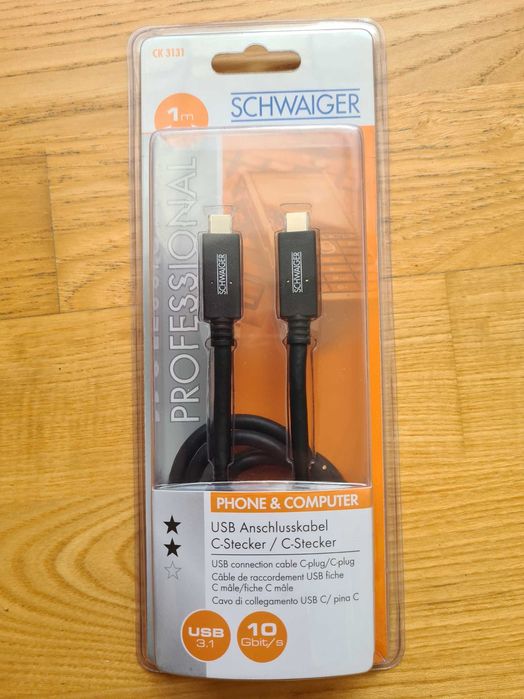 CK 3131
1m
SCHWAIGER
PROFESSIONAL
SCHWAIGER
SCHWAIGER
PHONE & COMPUTER
USB Anschlusskabel
C-Stecker / C-Stecker
USB connection cable C-plug/C-plug
Câble de raccordement USB fiche
C mâle/fiche C mâle
Cavo di collegamento USB C/ pina C
USB
3.1
10
Gbit/s